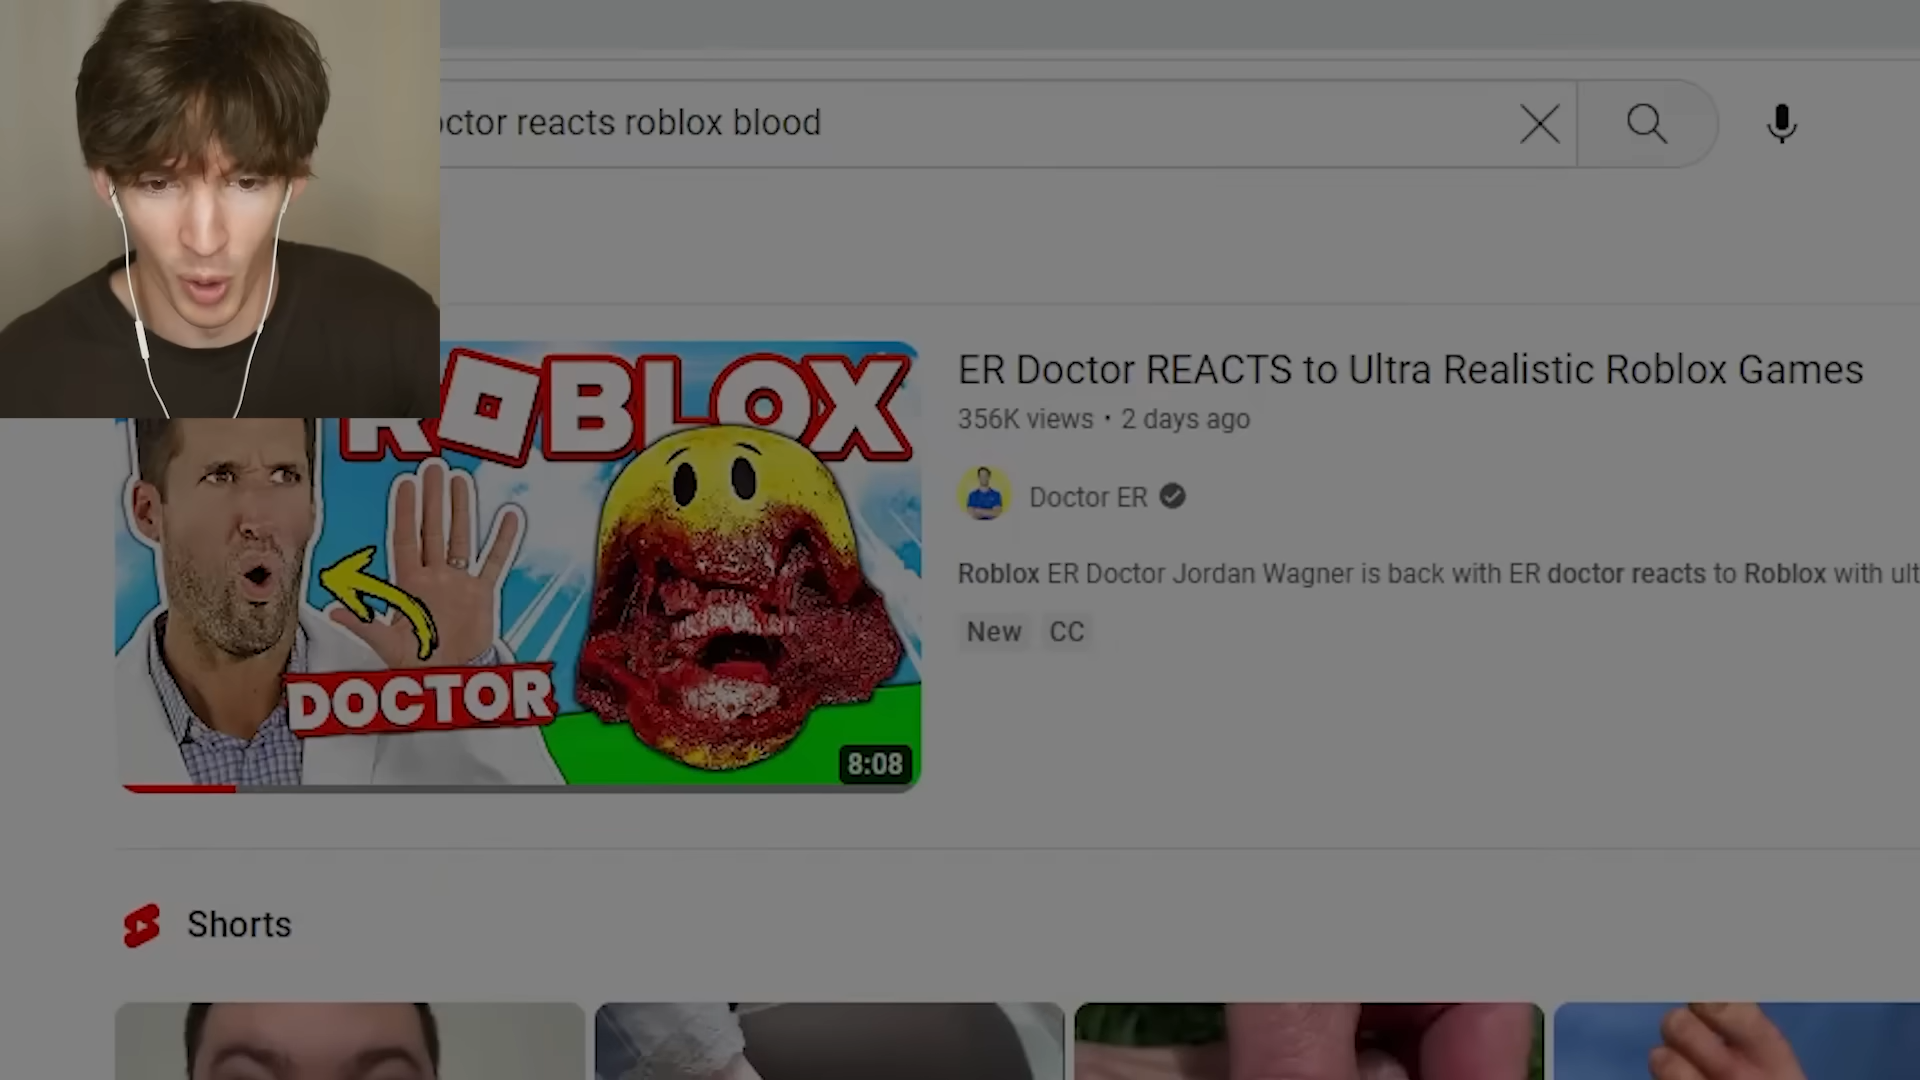 octor reacts roblox blood
ROBLOX
DOCTOR
8:08
ER Doctor REACTS to Ultra Realistic Roblox Games
356K views • 2 days ago
Doctor ER
Roblox ER Doctor Jordan Wagner is back with ER doctor reacts to Roblox with ult
New CC
Shorts